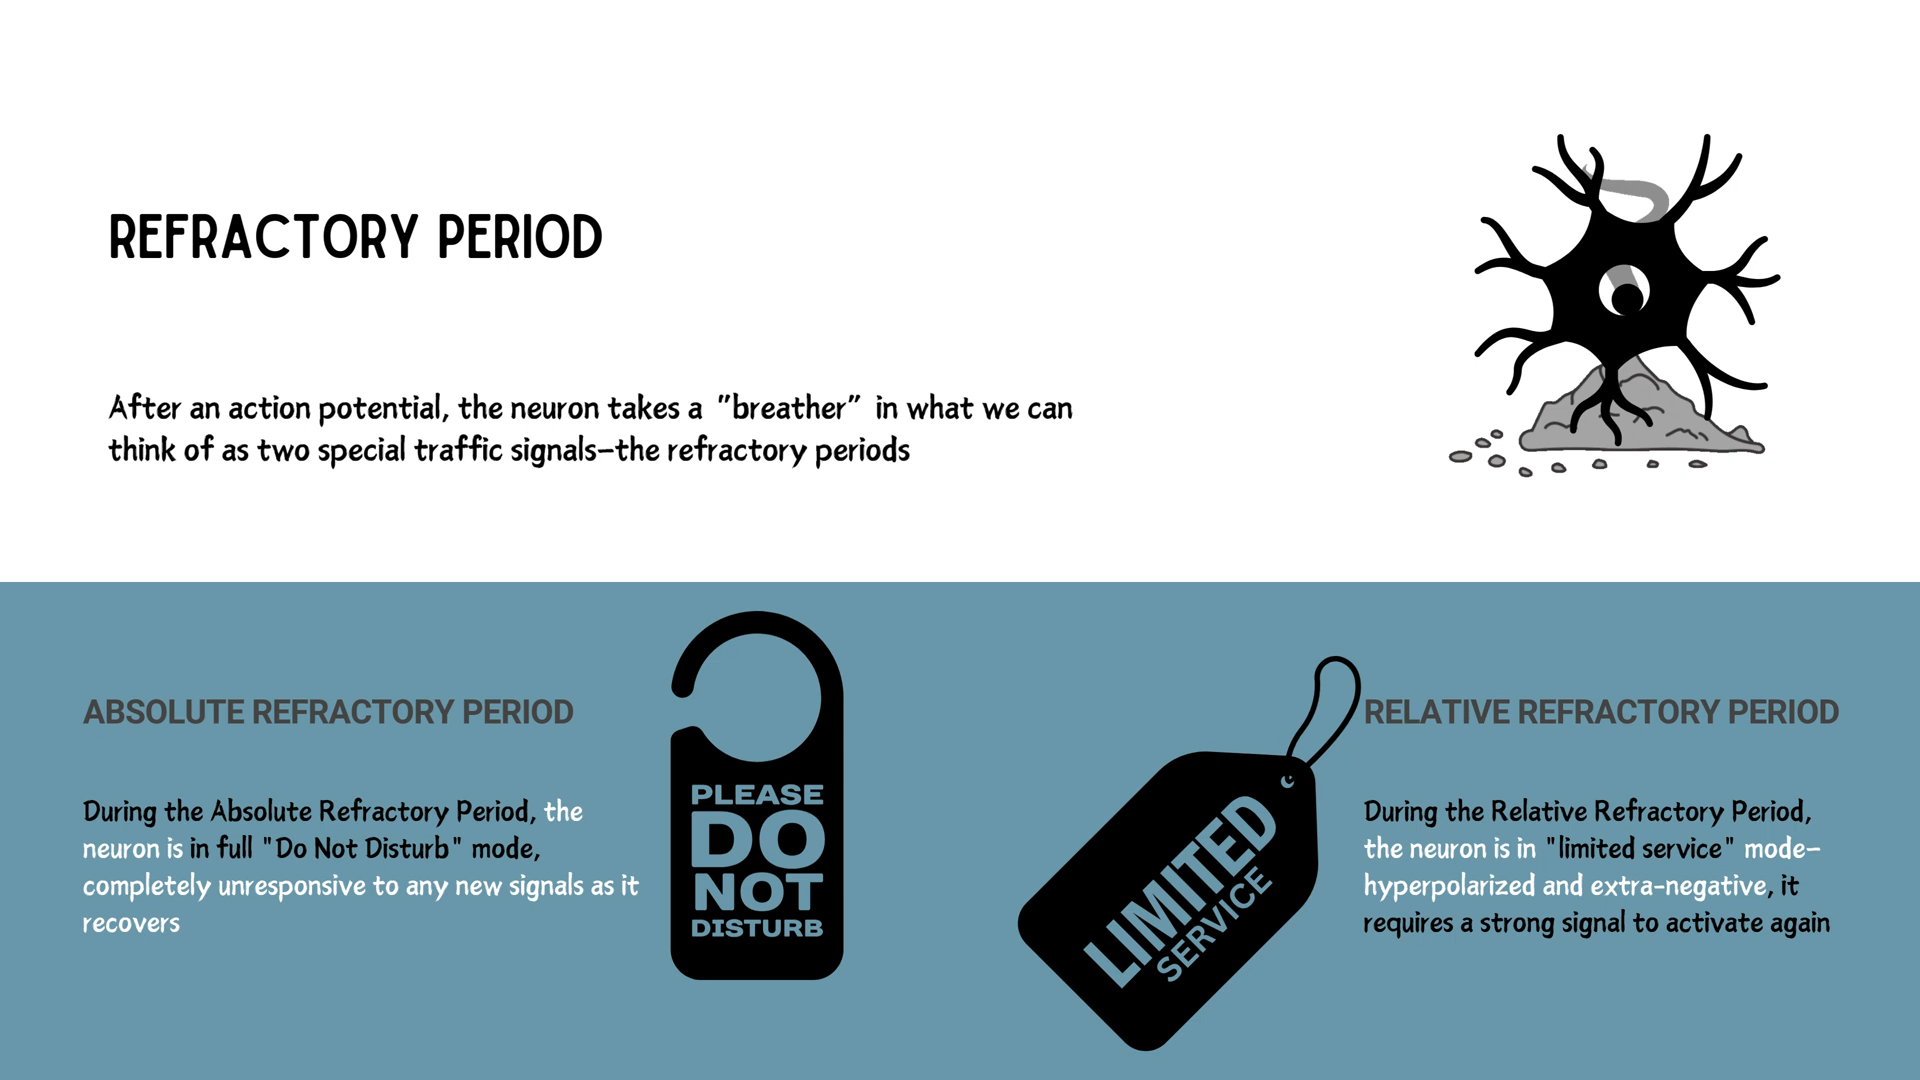 REFRACTORY PERIOD
After an action potential, the neuron takes a "breather" in what we can
think of as two special traffic signals—the refractory periods
ABSOLUTE REFRACTORY PERIOD
During the Absolute Refractory Period, the
neuron is in full "Do Not Disturb" mode,
completely unresponsive to any new signals as it
recovers
PLEASE
DO
NOT
DISTURB
LIMITED
SERVICE
RELATIVE REFRACTORY PERIOD
During the Relative Refractory Period,
the neuron is in "limited service" mode—
hyperpolarized and extra-negative, it
requires a strong signal to activate again